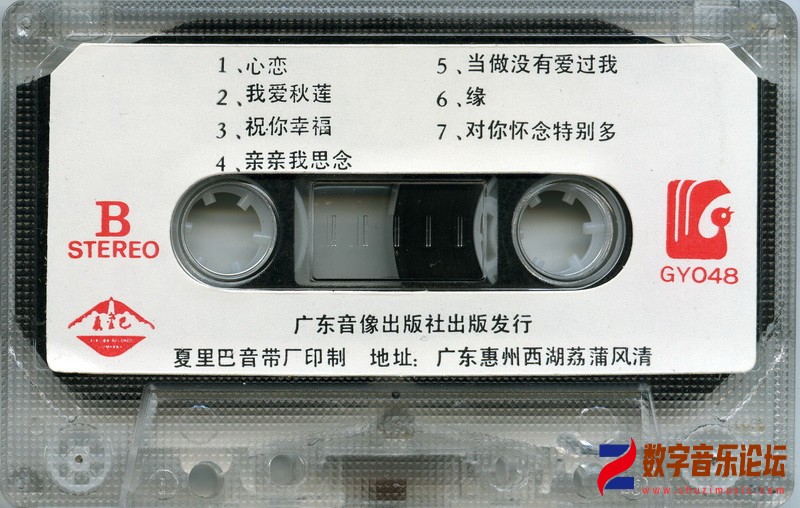 1、心恋
2、我爱秋莲
3、祝你幸福
4、亲亲我思念
5、当做没有爱过我
6、缘
7、对你怀念特别多
B
STEREO
GY048
夏里巴
广东音像出版社出版发行
夏里巴音带厂印制 地址：广东惠州西湖荔蒲风清
数字音乐论坛